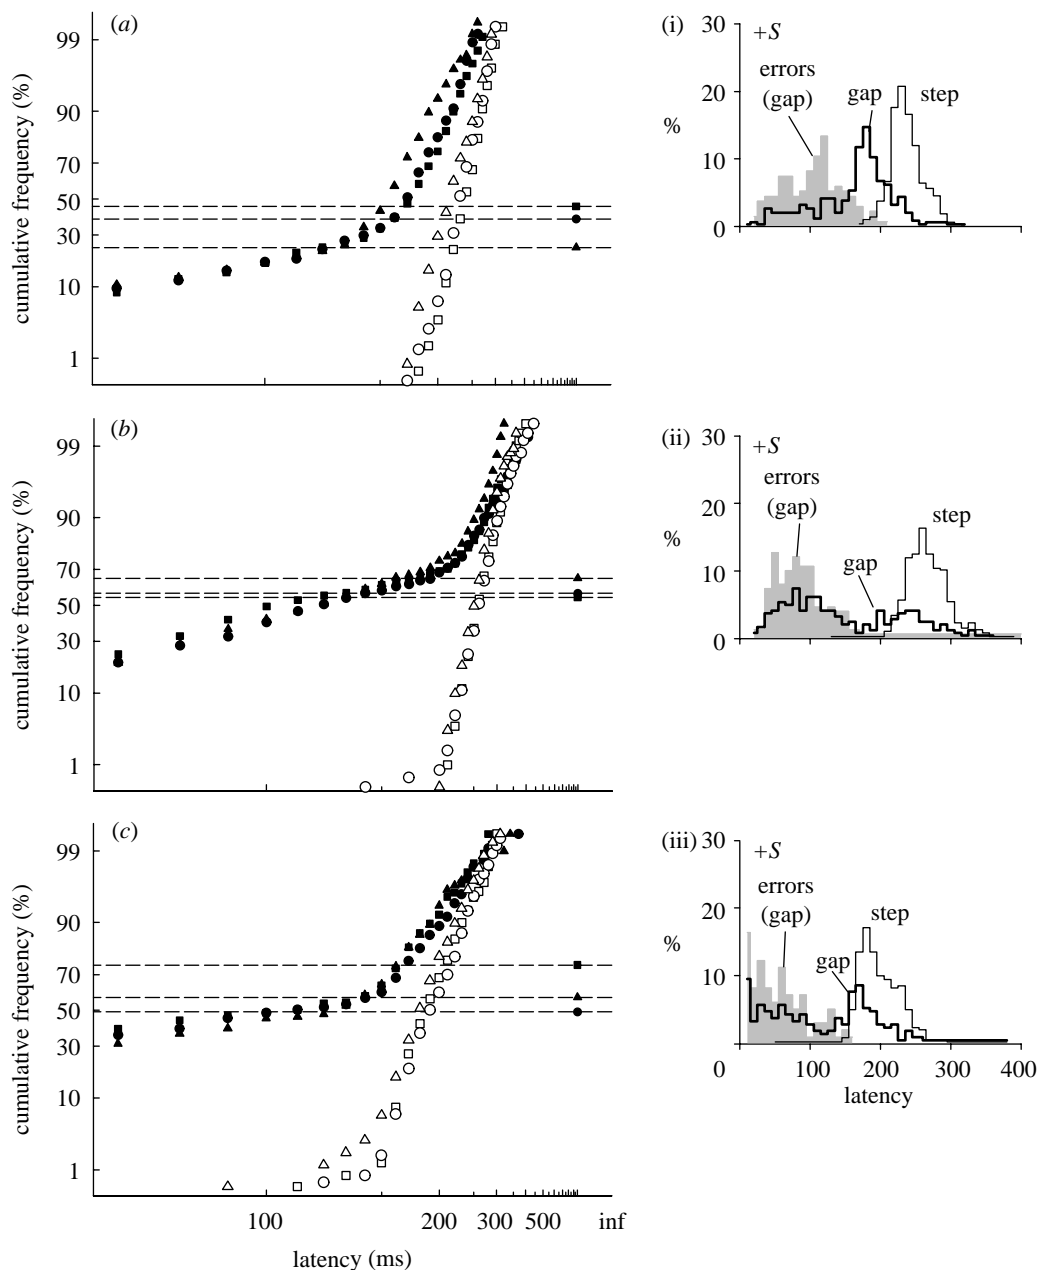 (a)
99
90
70
50
30
10
1
cumulative frequency (%)
(i)
30
20
10
0
%
+S
errors
(gap)
gap
step
(b)
99
90
70
50
30
10
1
cumulative frequency (%)
(ii)
30
20
10
0
%
+S
errors
(gap)
gap
step
(c)
99
90
70
50
30
10
1
cumulative frequency (%)
100
200
300
500
inf
latency (ms)
(iii)
30
20
10
0
%
+S
errors
(gap)
gap
step
100
200
300
400
latency